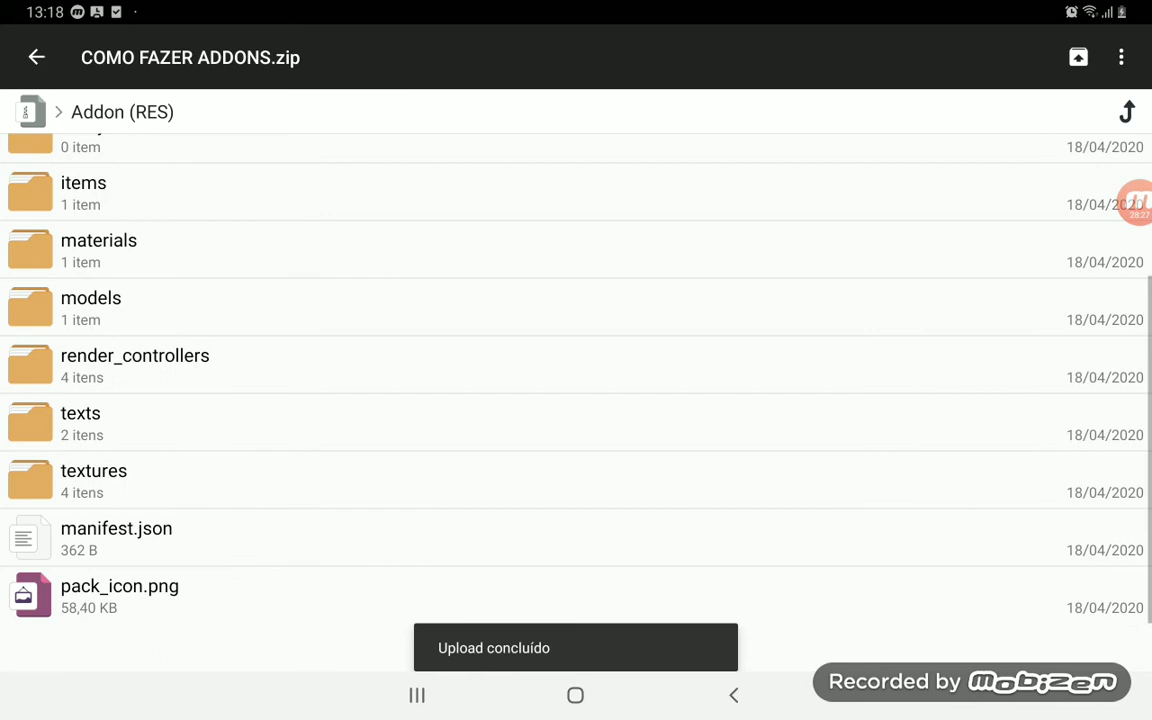 13:18
COMO FAZER ADDONS.zip
Addon (RES)
0 item
18/04/2020
items
1 item
18/04/2020
materials
1 item
18/04/2020
models
1 item
18/04/2020
render_controllers
4 itens
18/04/2020
texts
2 itens
18/04/2020
textures
4 itens
18/04/2020
manifest.json
362 B
18/04/2020
pack_icon.png
58,40 KB
18/04/2020
28:27
Upload concluído
Recorded by mobizen